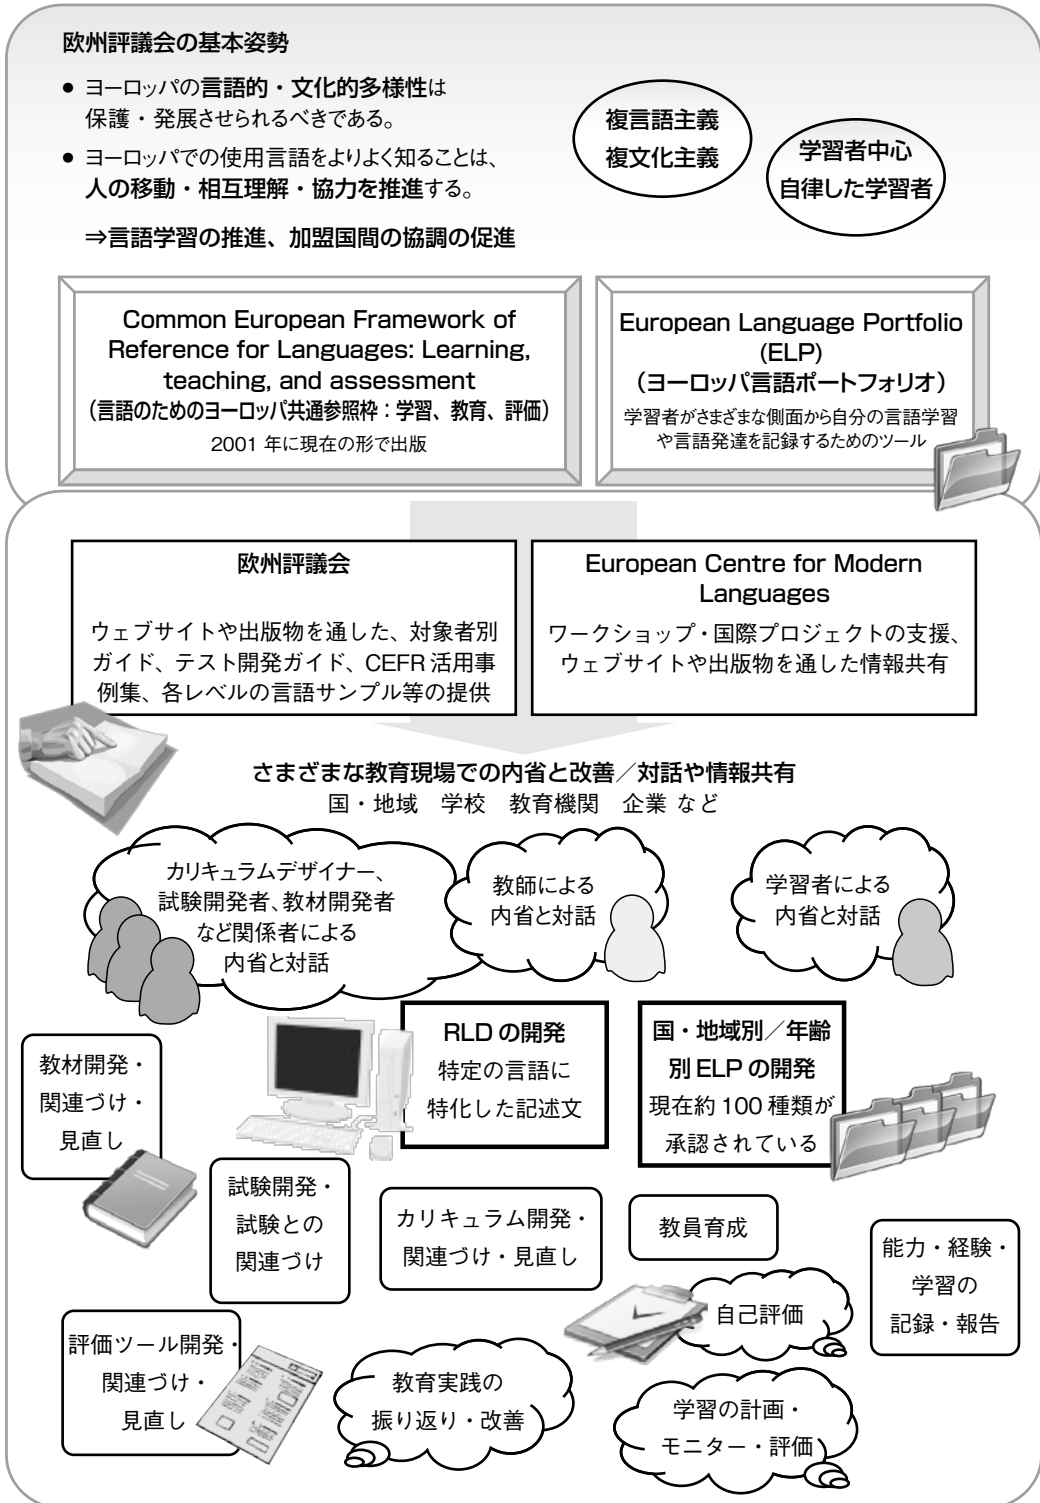 欧州評議会の基本姿勢
● ヨーロッパの言語的・文化的多様性は
保護・発展させられるべきである。
● ヨーロッパでの使用言語をよりよく知ることは、
人の移動・相互理解・協力を推進する。
⇒言語学習の推進、加盟国間の協調の促進
複言語主義
複文化主義
学習者中心
自律した学習者
Common European Framework of
Reference for Languages: Learning,
teaching, and assessment
（言語のためのヨーロッパ共通参照枠：学習、教育、評価）
2001 年に現在の形で出版
European Language Portfolio
(ELP)
（ヨーロッパ言語ポートフォリオ）
学習者がさまざまな側面から自分の言語学習
や言語発達を記録するためのツール
欧州評議会
ウェブサイトや出版物を通した、対象者別
ガイド、テスト開発ガイド、CEFR 活用事
例集、各レベルの言語サンプル等の提供
European Centre for Modern
Languages
ワークショップ・国際プロジェクトの支援、
ウェブサイトや出版物を通した情報共有
さまざまな教育現場での内省と改善／対話や情報共有
国・地域　学校　教育機関　企業 など
カリキュラムデザイナー、
試験開発者、教材開発者
など関係者による
内省と対話
教師による
内省と対話
学習者による
内省と対話
教材開発・
関連づけ・
見直し
RLD の開発
特定の言語に
特化した記述文
国・地域別／年齢
別 ELP の開発
現在約 100 種類が
承認されている
試験開発・
試験との
関連づけ
カリキュラム開発・
関連づけ・見直し
教員育成
能力・経験・
学習の
記録・報告
自己評価
評価ツール開発・
関連づけ・
見直し
教育実践の
振り返り・改善
学習の計画・
モニター・評価